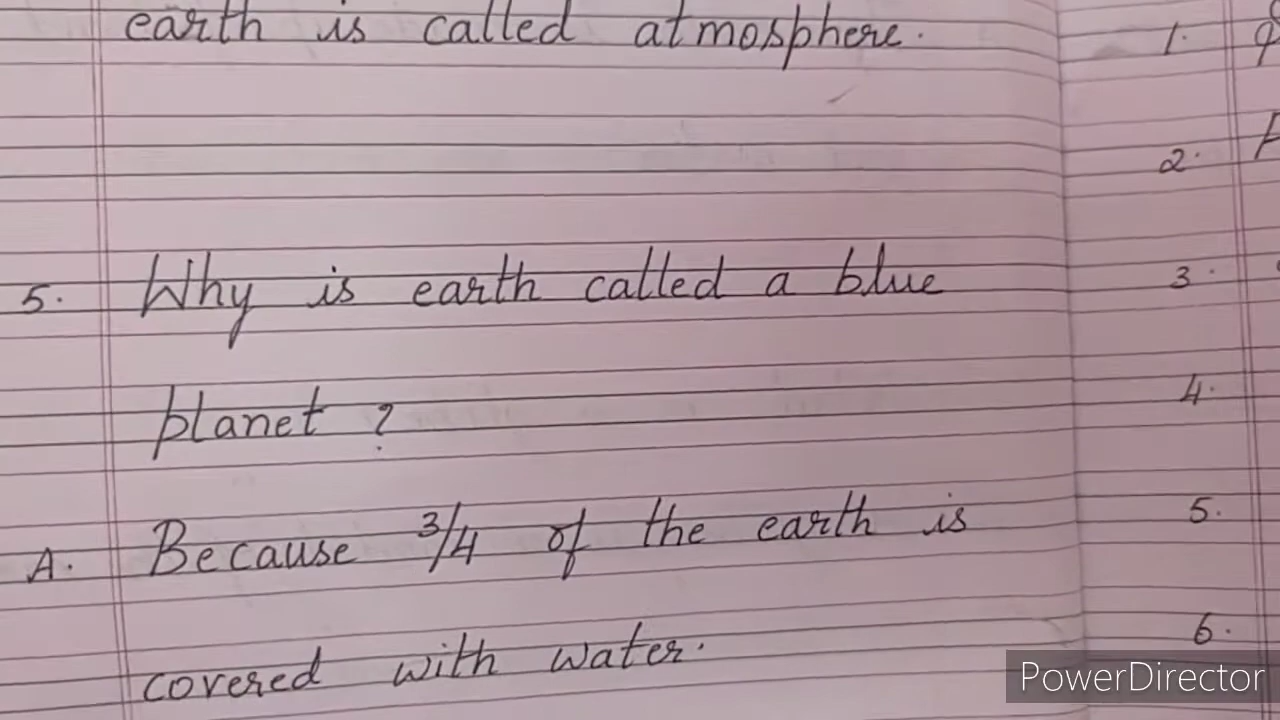 earth is called atmosphere.
5. Why is earth called a blue
planet ?
A. Because 3/4 of the earth is
covered with water.
1.
2.
3.
4.
5.
6.
PowerDirector